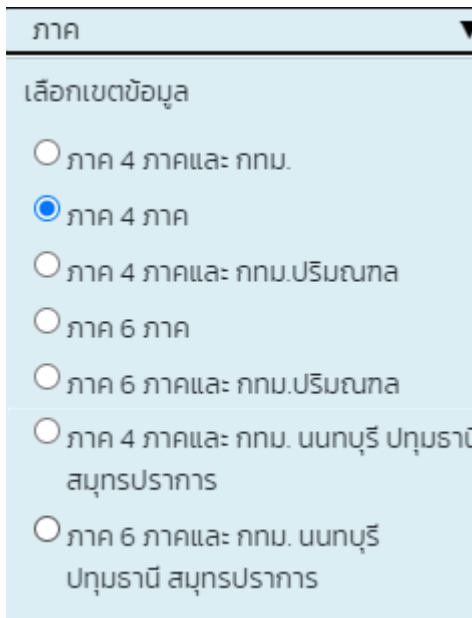 ภาค
เลือกเขตข้อมูล
ภาค 4 ภาคและ กทม.
ภาค 4 ภาค
ภาค 4 ภาคและ กทม.ปริมณฑล
ภาค 6 ภาค
ภาค 6 ภาคและ กทม.ปริมณฑล
ภาค 4 ภาคและ กทม. นนทบุรี ปทุมธานี
สมุทรปราการ
ภาค 6 ภาคและ กทม. นนทบุรี
ปทุมธานี สมุทรปราการ